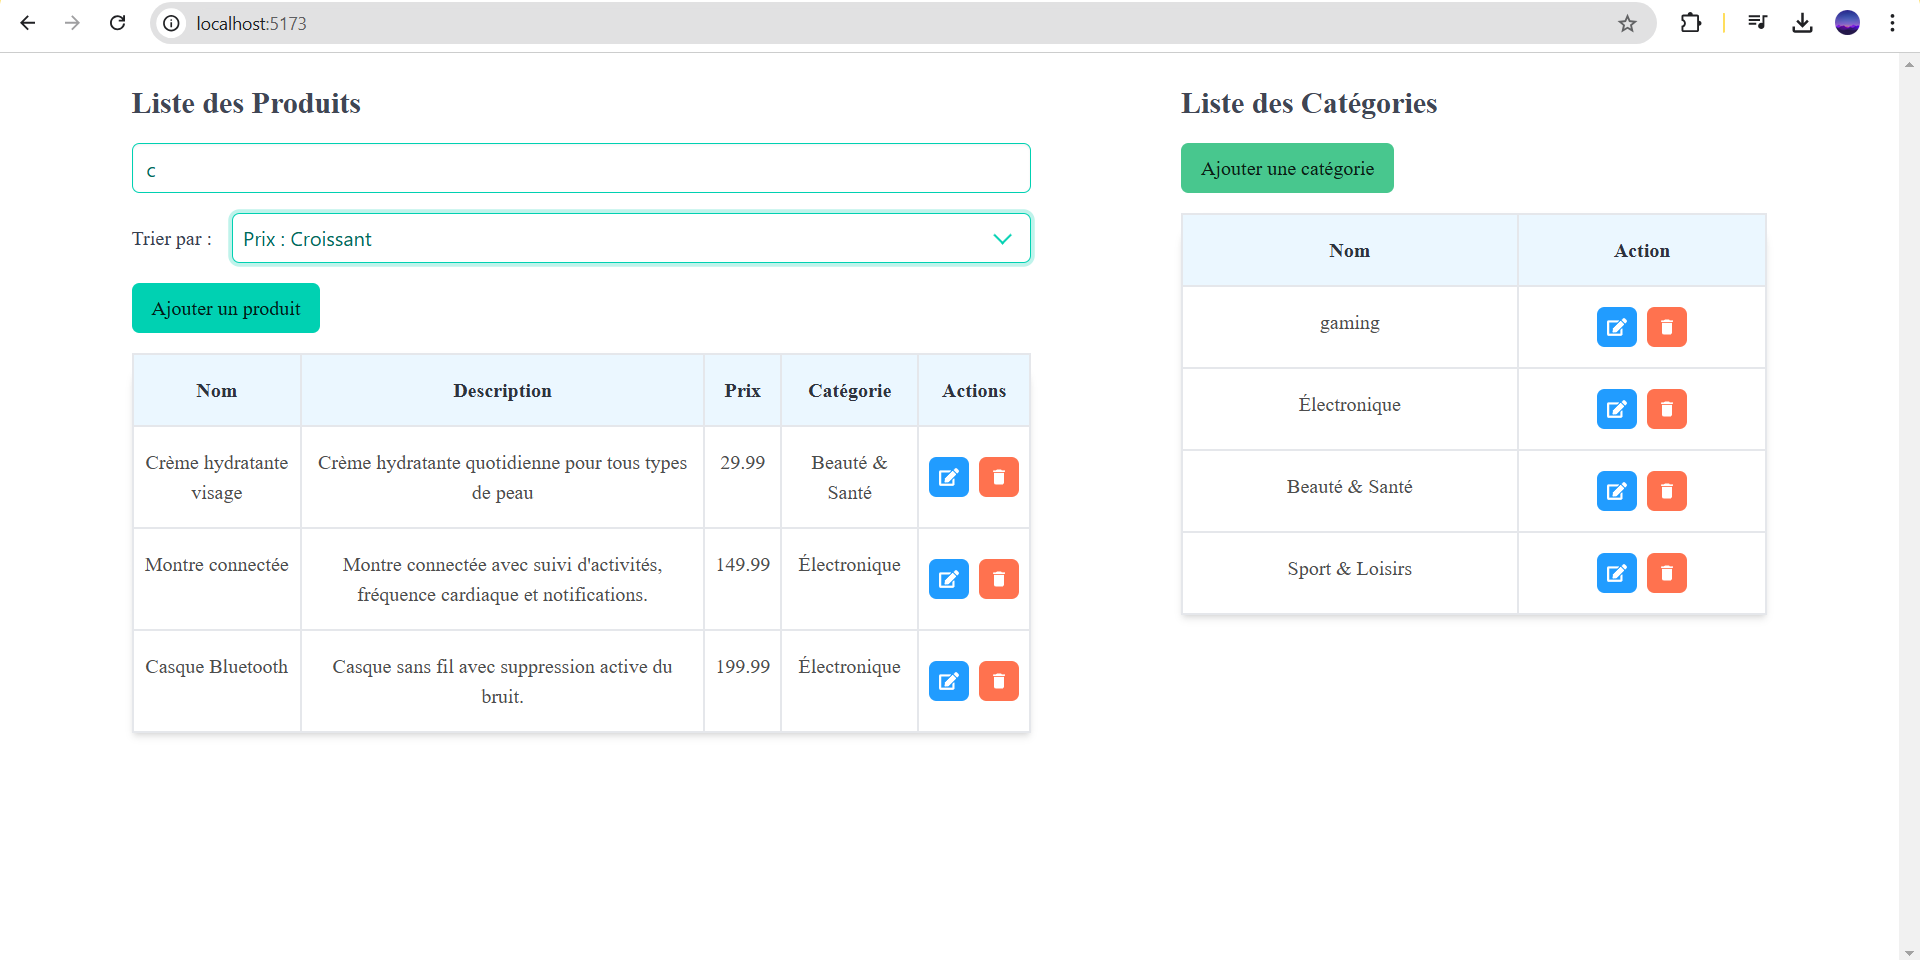 localhost:5173
Liste des Produits
c
Trier par :
Prix : Croissant
Ajouter un produit
Nom
Description
Prix
Catégorie
Actions
Crème hydratante
visage
Crème hydratante quotidienne pour tous types
de peau
29.99
Beauté &
Santé
Montre connectée
Montre connectée avec suivi d'activités,
fréquence cardiaque et notifications.
149.99
Électronique
Casque Bluetooth
Casque sans fil avec suppression active du
bruit.
199.99
Électronique
Liste des Catégories
Ajouter une catégorie
Nom
Action
gaming
Électronique
Beauté & Santé
Sport & Loisirs